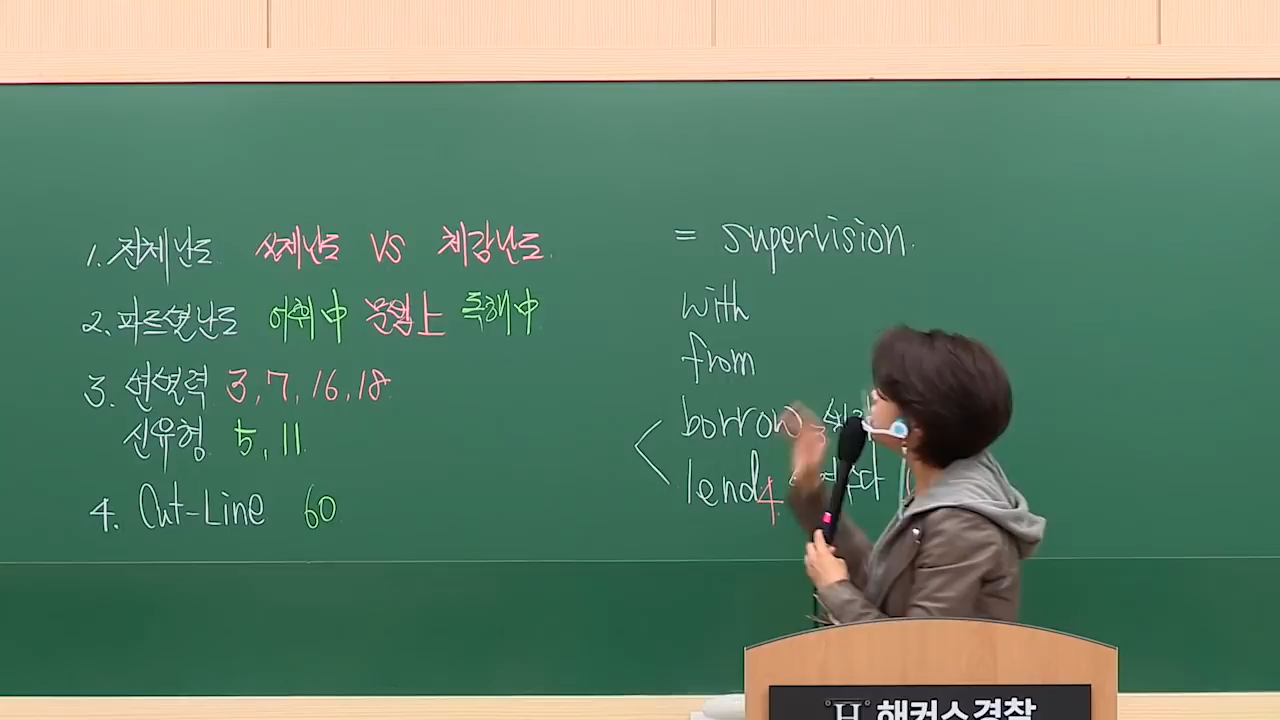 1. 전체난도 실제난도 VS 체감난도
2. 파트별난도 어휘中 문법上 독해中
3. 변별력 3, 7, 16, 18
신유형 5, 11
4. Cut-Line 60
= supervision.
with
from
borrow 3
lend 4
해커스경찰